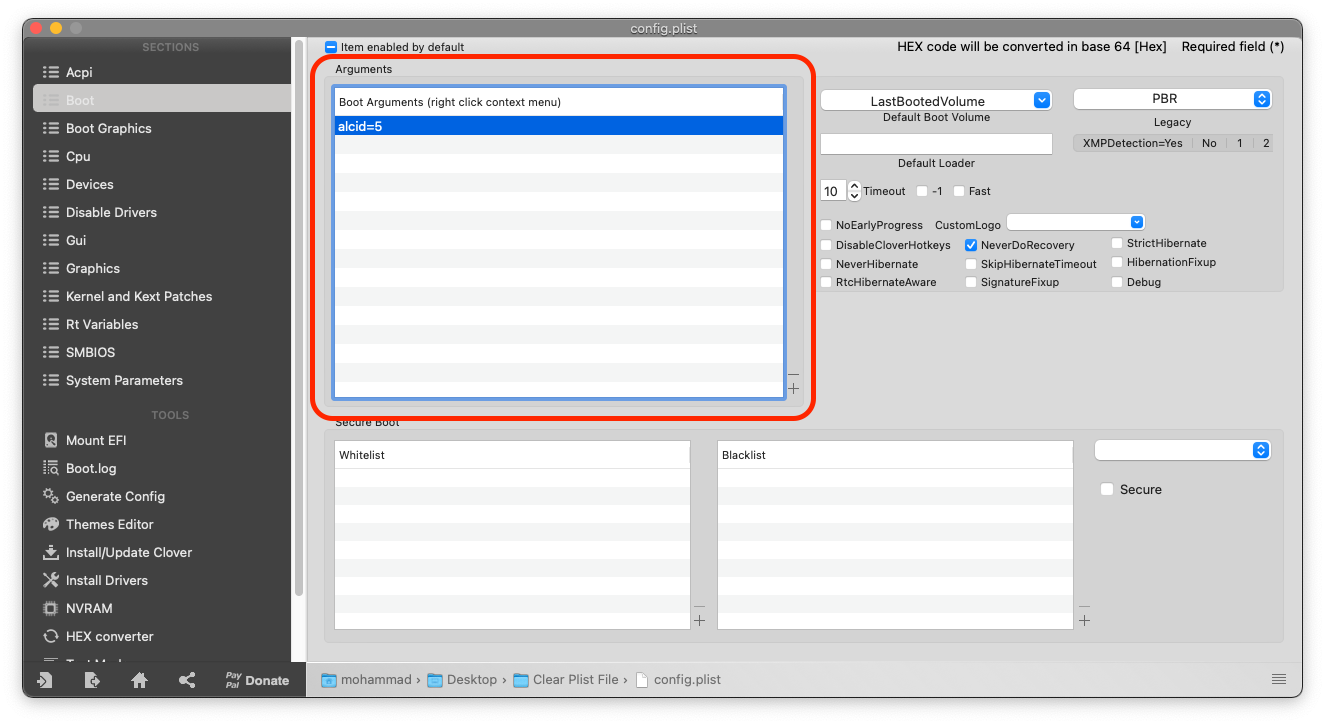 config.plist
SECTIONS
Acpi
Boot
Boot Graphics
Cpu
Devices
Disable Drivers
Gui
Graphics
Kernel and Kext Patches
Rt Variables
SMBIOS
System Parameters
TOOLS
Mount EFI
Boot.log
Generate Config
Themes Editor
Install/Update Clover
Install Drivers
NVRAM
HEX converter
Pay Pal Donate
Item enabled by default
HEX code will be converted in base 64 [Hex] Required field (*)
Arguments
Boot Arguments (right click context menu)
alcid=5
LastBootedVolume
Default Boot Volume
Default Loader
PBR
Legacy
XMPDetection=Yes No 1 2
10 Timeout -1 Fast
NoEarlyProgress CustomLogo
DisableCloverHotkeys NeverDoRecovery StrictHibernate
NeverHibernate SkipHibernateTimeout HibernationFixup
RtcHibernateAware SignatureFixup Debug
Secure Boot
Whitelist
Blacklist
Secure
mohammad › Desktop › Clear Plist File › config.plist